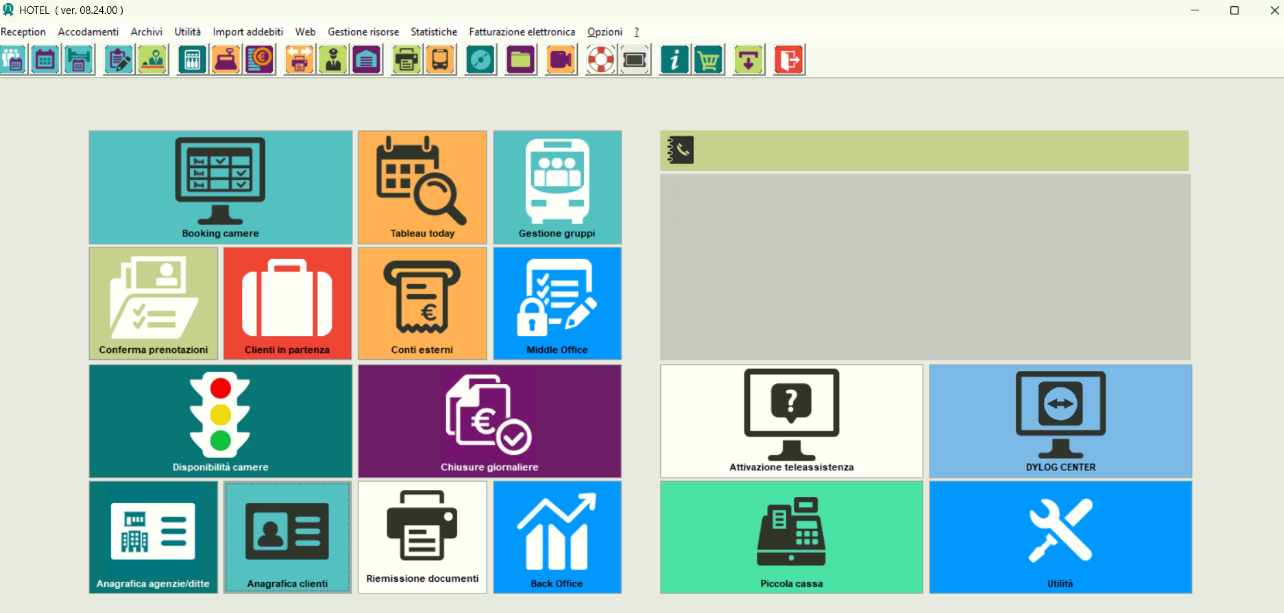 HOTEL ( ver. 08.24.00 )
Reception Accodamenti Archivi Utilità Import addebiti Web Gestione risorse Statistiche Fatturazione elettronica Opzioni ?
Booking camere
Tableau today
Gestione gruppi
Conferma prenotazioni
Clienti in partenza
Conti esterni
Middle Office
Disponibilità camere
Chiusure giornaliere
Attivazione teleassistenza
DYLOG CENTER
Anagrafica agenzie/ditte
Anagrafica clienti
Riemissione documenti
Back Office
Piccola cassa
Utilità